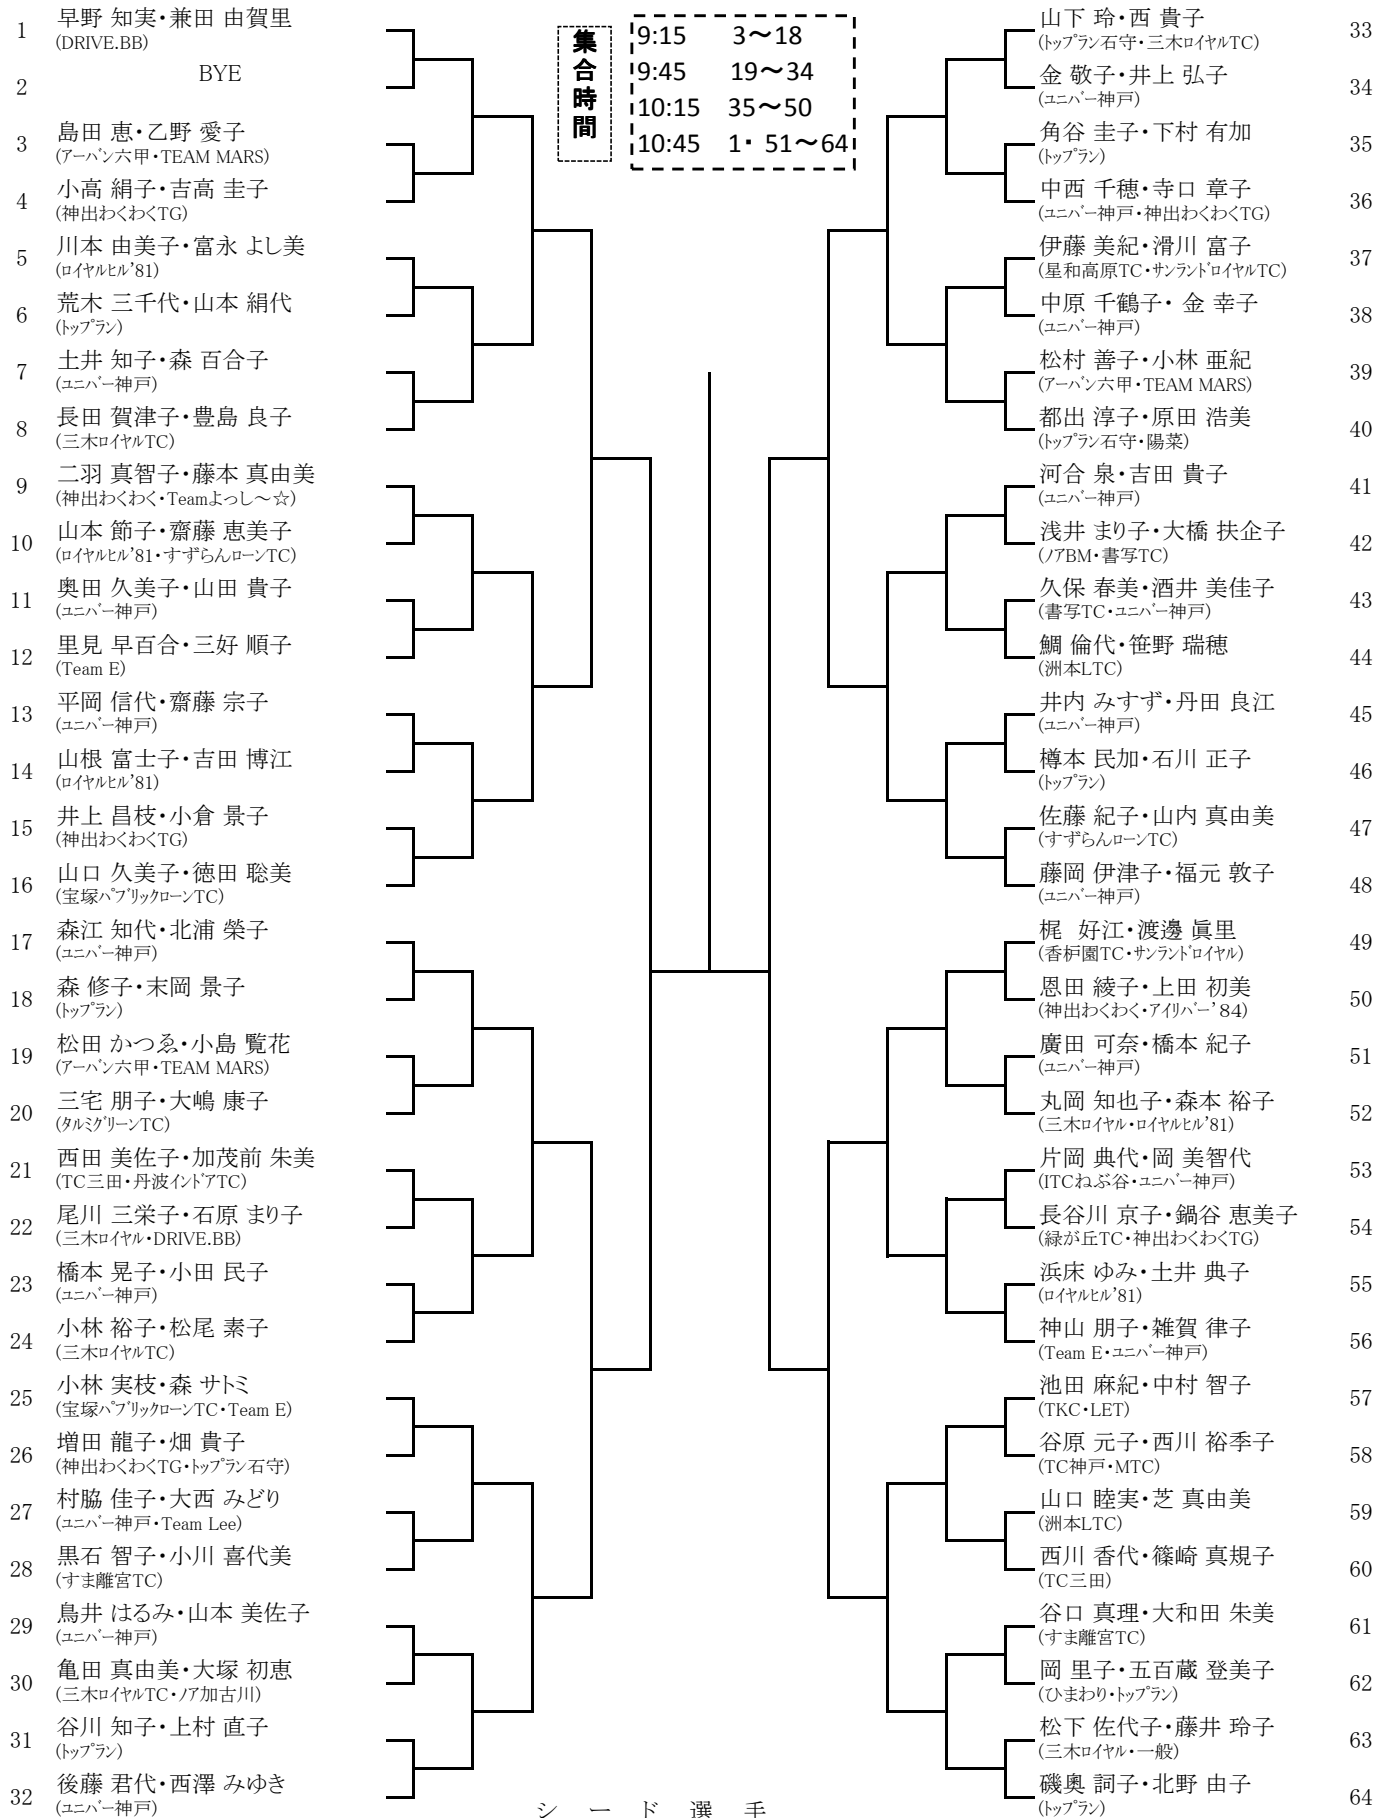 1 早野 知実・兼田 由賀里
(DRIVE.BB)
2 BYE
3 島田 恵・乙野 愛子
(アーバン六甲・TEAM MARS)
4 小高 絹子・吉高 圭子
(神出わくわくTG)
5 川本 由美子・富永 よし美
(ロイヤルヒル'81)
6 荒木 三千代・山本 絹代
(トップラン)
7 土井 知子・森 百合子
(ユニバー神戸)
8 長田 賀津子・豊島 良子
(三木ロイヤルTC)
9 二羽 真智子・藤本 真由美
(神出わくわく・Teamよっし～☆)
10 山本 節子・齋藤 恵美子
(ロイヤルヒル'81・すずらんローンTC)
11 奥田 久美子・山田 貴子
(ユニバー神戸)
12 里見 早百合・三好 順子
(Team E)
13 平岡 信代・齋藤 宗子
(ユニバー神戸)
14 山根 富士子・吉田 博江
(ロイヤルヒル'81)
15 井上 昌枝・小倉 景子
(神出わくわくTG)
16 山口 久美子・徳田 聡美
(宝塚パブリックローンTC)
17 森江 知代・北浦 榮子
(ユニバー神戸)
18 森 修子・末岡 景子
(トップラン)
19 松田 かつゑ・小島 覧花
(アーバン六甲・TEAM MARS)
20 三宅 朋子・大嶋 康子
(タルミグリーンTC)
21 西田 美佐子・加茂前 朱美
(TC三田・丹波インドアTC)
22 尾川 三栄子・石原 まり子
(三木ロイヤル・DRIVE.BB)
23 橋本 晃子・小田 民子
(ユニバー神戸)
24 小林 裕子・松尾 素子
(三木ロイヤルTC)
25 小林 実枝・森 サトミ
(宝塚パブリックローンTC・Team E)
26 増田 龍子・畑 貴子
(神出わくわくTG・トップラン石守)
27 村脇 佳子・大西 みどり
(ユニバー神戸・Team Lee)
28 黒石 智子・小川 喜代美
(すま離宮TC)
29 鳥井 はるみ・山本 美佐子
(ユニバー神戸)
30 亀田 真由美・大塚 初恵
(三木ロイヤルTC・ノア加古川)
31 谷川 知子・上村 直子
(トップラン)
32 後藤 君代・西澤 みゆき
(ユニバー神戸)
集合時間
9:15 3～18
9:45 19～34
10:15 35～50
10:45 1・51～64
山下 玲・西 貴子 33
(トップラン石守・三木ロイヤルTC)
金 敬子・井上 弘子 34
(ユニバー神戸)
角谷 圭子・下村 有加 35
(トップラン)
中西 千穂・寺口 章子 36
(ユニバー神戸・神出わくわくTG)
伊藤 美紀・滑川 富子 37
(星和高原TC・サンランドロイヤルTC)
中原 千鶴子・ 金 幸子 38
(ユニバー神戸)
松村 善子・小林 亜紀 39
(アーバン六甲・TEAM MARS)
都出 淳子・原田 浩美 40
(トップラン石守・陽菜)
河合 泉・吉田 貴子 41
(ユニバー神戸)
浅井 まり子・大橋 扶企子 42
(ノアBM・書写TC)
久保 春美・酒井 美佳子 43
(書写TC・ユニバー神戸)
鯛 倫代・笹野 瑞穂 44
(洲本LTC)
井内 みすず・丹田 良江 45
(ユニバー神戸)
樽本 民加・石川 正子 46
(トップラン)
佐藤 紀子・山内 真由美 47
(すずらんローンTC)
藤岡 伊津子・福元 敦子 48
(ユニバー神戸)
梶 好江・渡邊 眞里 49
(香枦園TC・サンランドロイヤル)
恩田 綾子・上田 初美 50
(神出わくわく・アイリバー'84)
廣田 可奈・橋本 紀子 51
(ユニバー神戸)
丸岡 知也子・森本 裕子 52
(三木ロイヤル・ロイヤルヒル'81)
片岡 典代・岡 美智代 53
(ITCねぶ谷・ユニバー神戸)
長谷川 京子・鍋谷 恵美子 54
(緑が丘TC・神出わくわくTG)
浜床 ゆみ・土井 典子 55
(ロイヤルヒル'81)
神山 朋子・雑賀 律子 56
(Team E・ユニバー神戸)
池田 麻紀・中村 智子 57
(TKC・LET)
谷原 元子・西川 裕季子 58
(TC神戸・MTC)
山口 睦実・芝 真由美 59
(洲本LTC)
西川 香代・篠崎 真規子 60
(TC三田)
谷口 真理・大和田 朱美 61
(すま離宮TC)
岡 里子・五百蔵 登美子 62
(ひまわり・トップラン)
松下 佐代子・藤井 玲子 63
(三木ロイヤル・一般)
磯奥 詞子・北野 由子 64
(トップラン)
シード選手